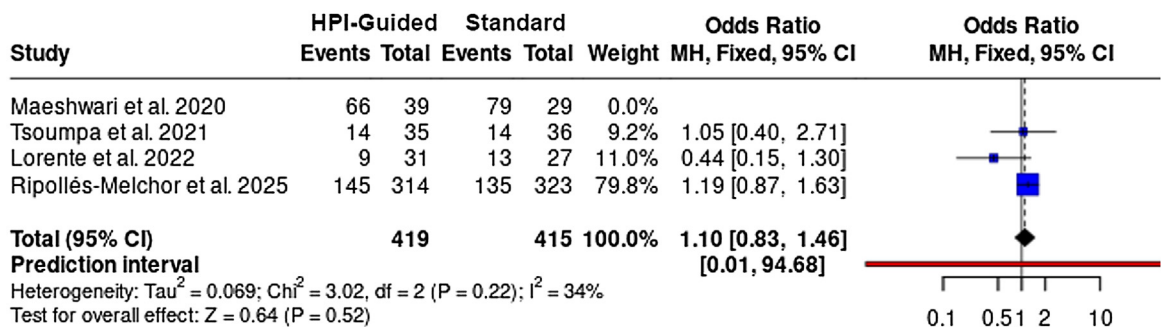 HPI-Guided Standard Odds Ratio Odds Ratio
Study Events Total Events Total Weight MH, Fixed, 95% CI MH, Fixed, 95% CI
Maeshwari et al. 2020 66 39 79 29 0.0%
Tsoumpa et al. 2021 14 35 14 36 9.2% 1.05 [0.40, 2.71]
Lorente et al. 2022 9 31 13 27 11.0% 0.44 [0.15, 1.30]
Ripollés-Melchor et al. 2025 145 314 135 323 79.8% 1.19 [0.87, 1.63]
Total (95% CI) 419 415 100.0% 1.10 [0.83, 1.46]
Prediction interval [0.01, 94.68]
Heterogeneity: Tau² = 0.069; Chi² = 3.02, df = 2 (P = 0.22); I² = 34%
Test for overall effect: Z = 0.64 (P = 0.52) 0.1 0.5 1 2 10